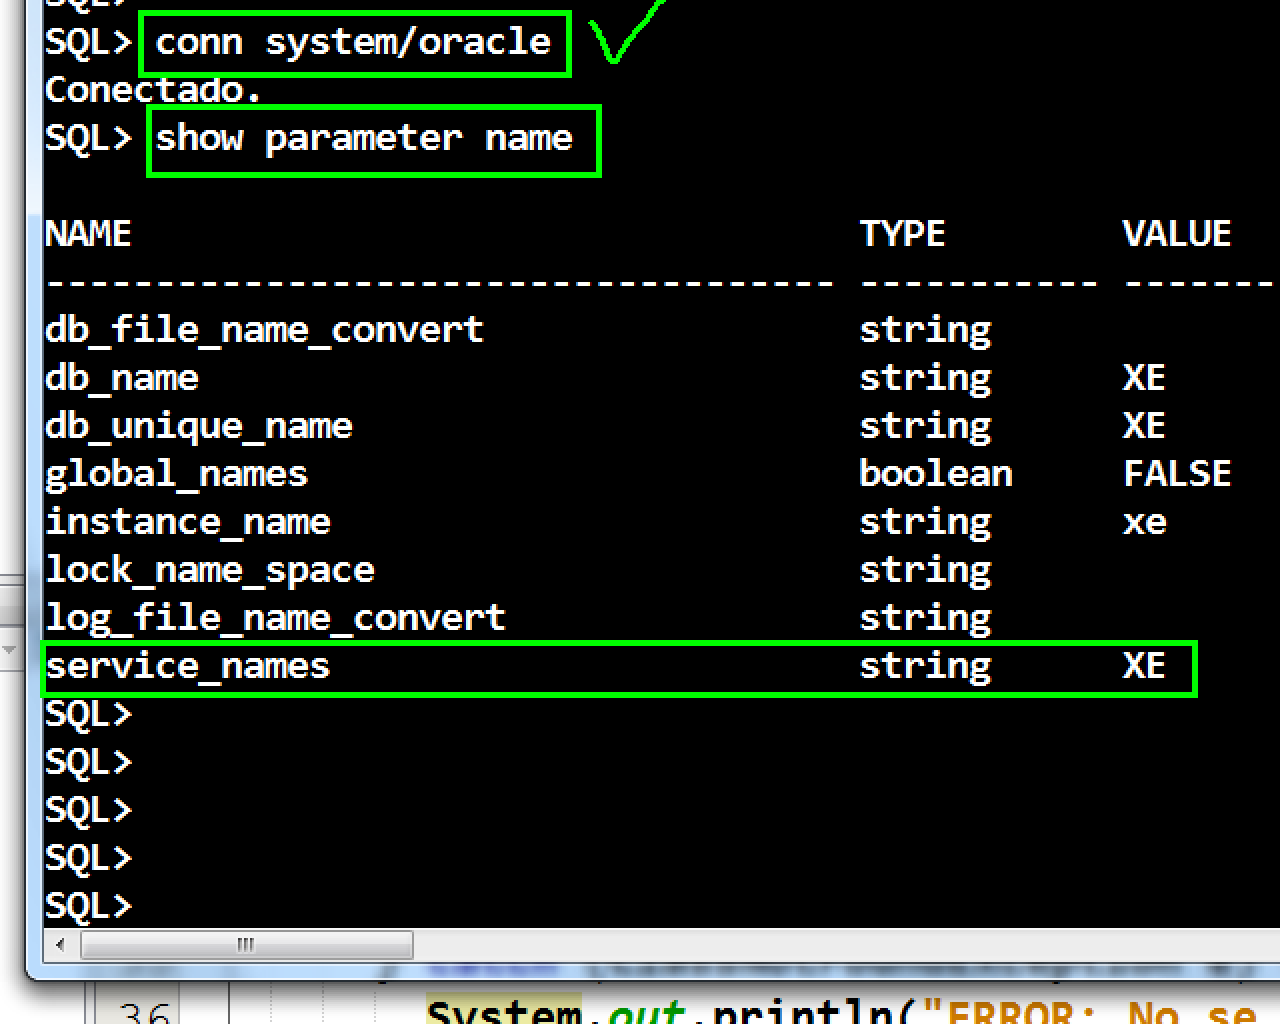 SQL>
SQL> conn system/oracle
Conectado.
SQL> show parameter name
NAME TYPE VALUE
------------------------------------ ----------- -------
db_file_name_convert string
db_name string XE
db_unique_name string XE
global_names boolean FALSE
instance_name string xe
lock_name_space string
log_file_name_convert string
service_names string XE
SQL>
SQL>
SQL>
SQL>
SQL>
36 System.out.println("ERROR: No se